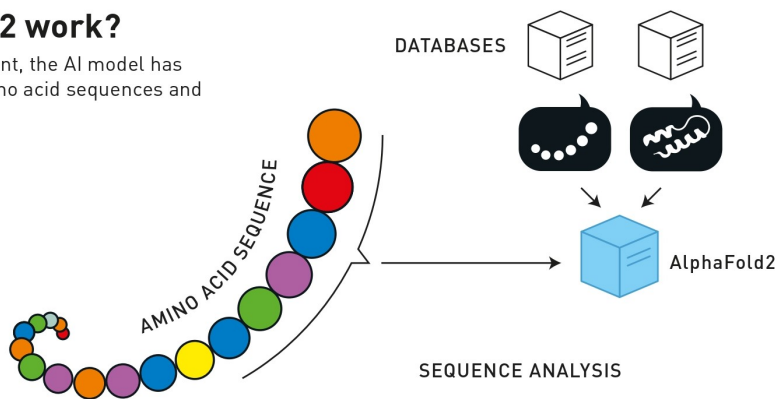 2 work?
nt, the AI model has
no acid sequences and
DATABASES
AMINO ACID SEQUENCE
AlphaFold2
SEQUENCE ANALYSIS